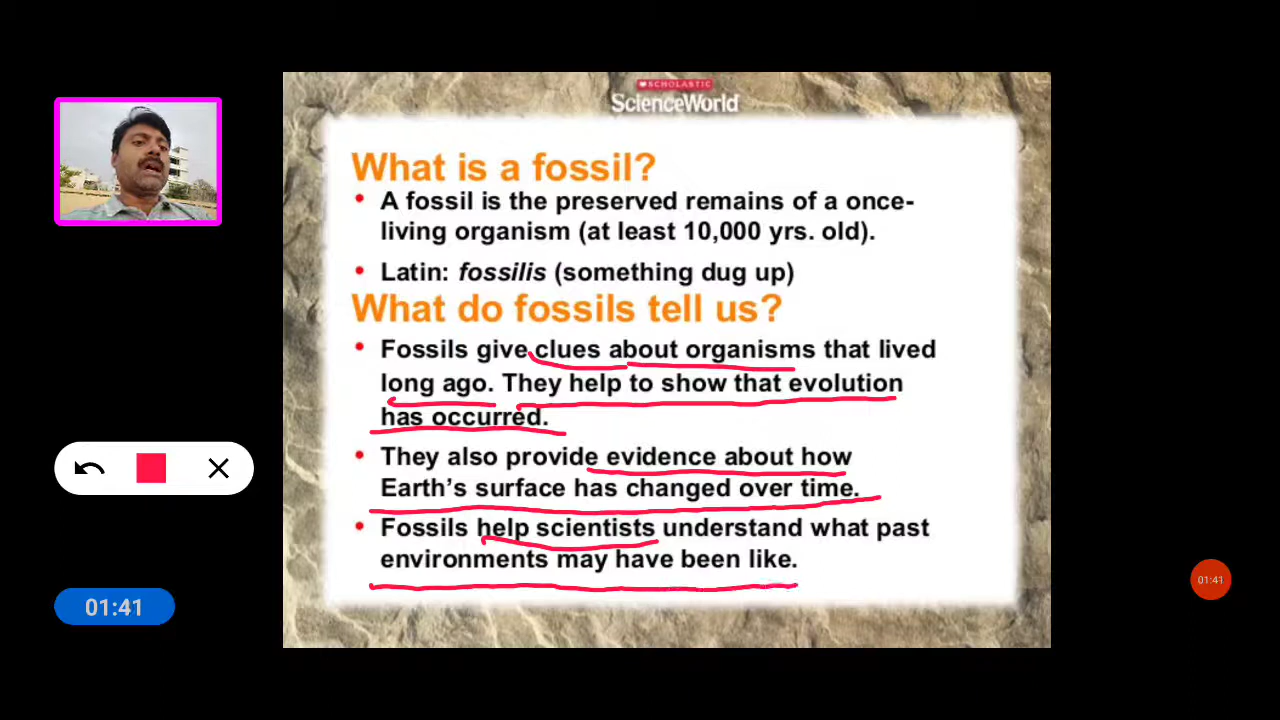 SCHOLASTIC
ScienceWorld
What is a fossil?
• A fossil is the preserved remains of a once-
living organism (at least 10,000 yrs. old).
• Latin: fossilis (something dug up)
What do fossils tell us?
• Fossils give clues about organisms that lived
long ago. They help to show that evolution
has occurred.
• They also provide evidence about how
Earth's surface has changed over time.
• Fossils help scientists understand what past
environments may have been like.
01:41
01:41